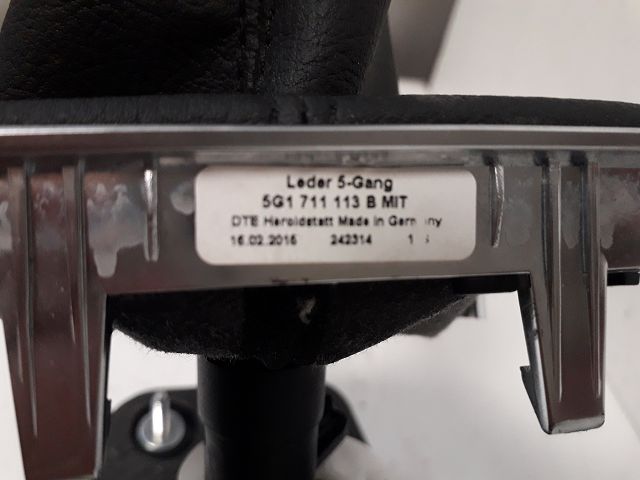 Leder 5-Gang
5G1 711 113 B MIT
DTE Heroldstatt Made in Germany
16.02.2015 242314